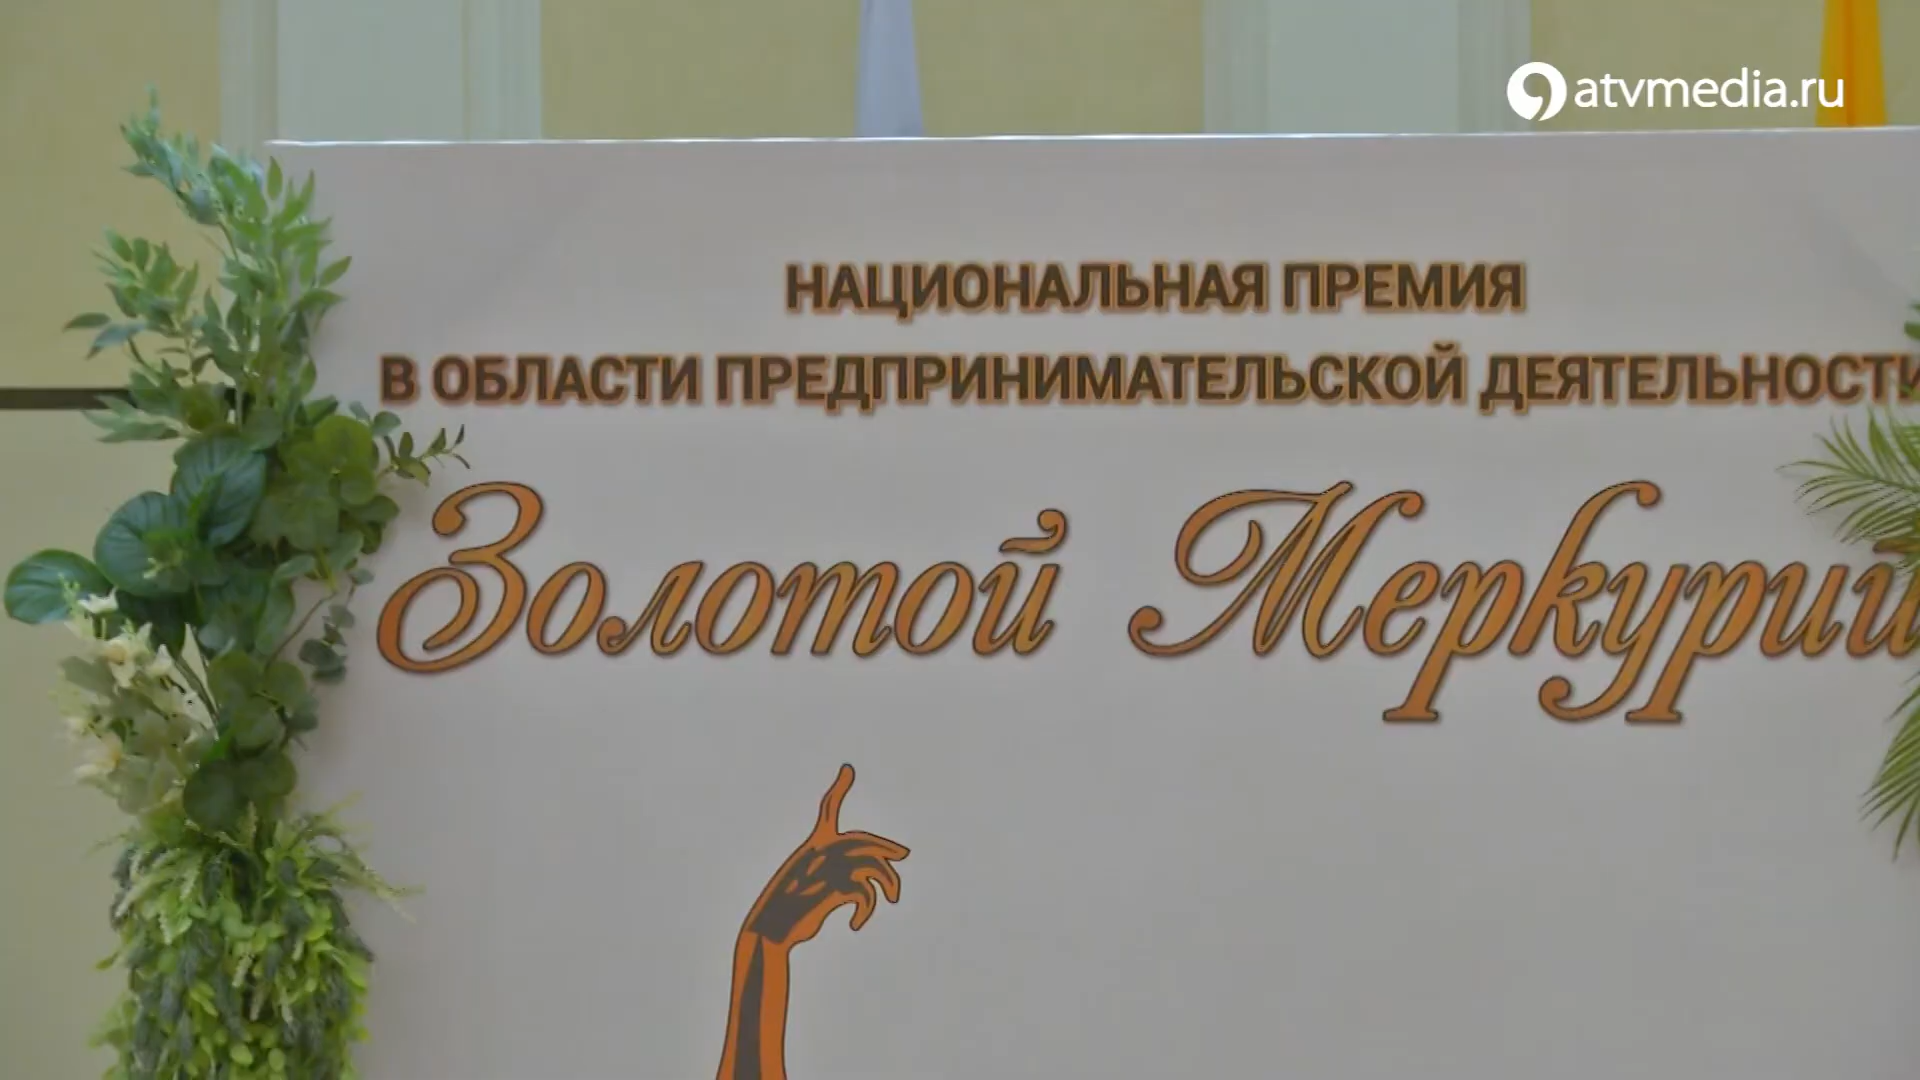 atvmedia.ru
НАЦИОНАЛЬНАЯ ПРЕМИЯ
В ОБЛАСТИ ПРЕДПРИНИМАТЕЛЬСКОЙ ДЕЯТЕЛЬНОСТИ
Золотой Меркурий